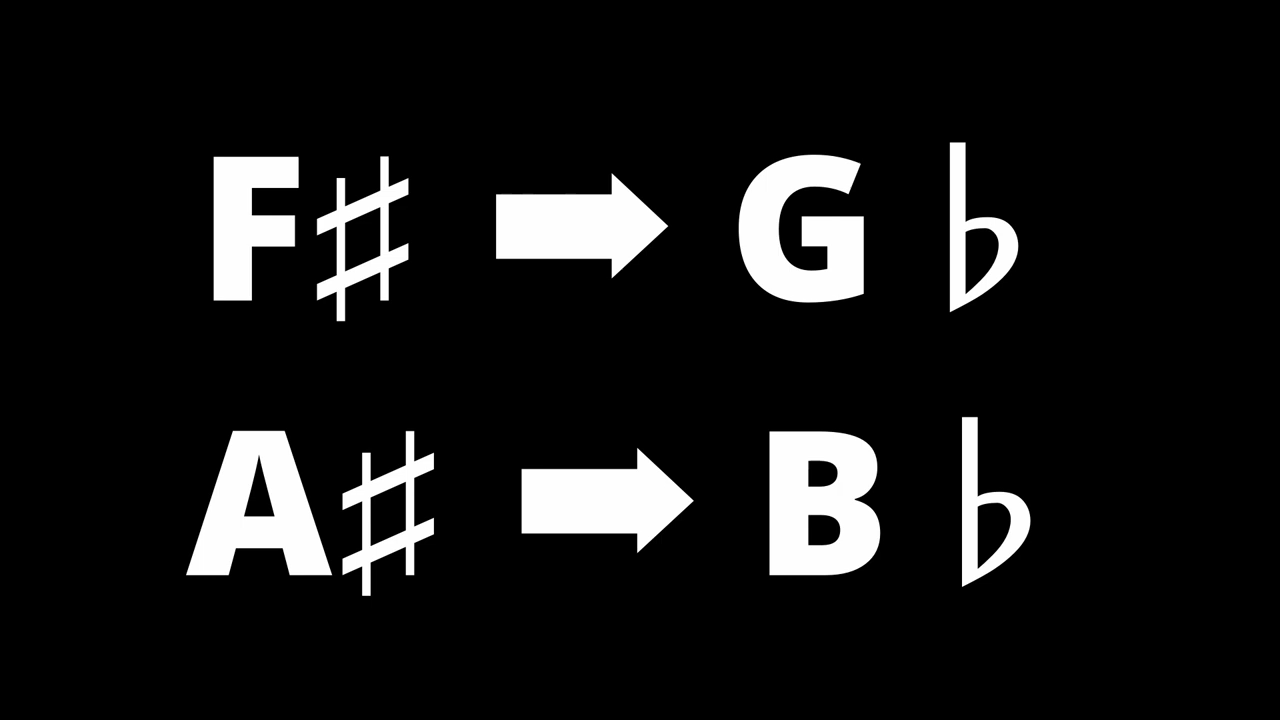 F♯ → G ♭
A♯ → B ♭